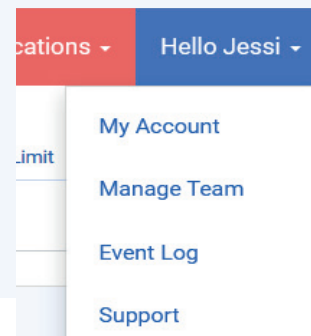 cations Hello Jessi
My Account
Limit
Manage Team
Event Log
Support